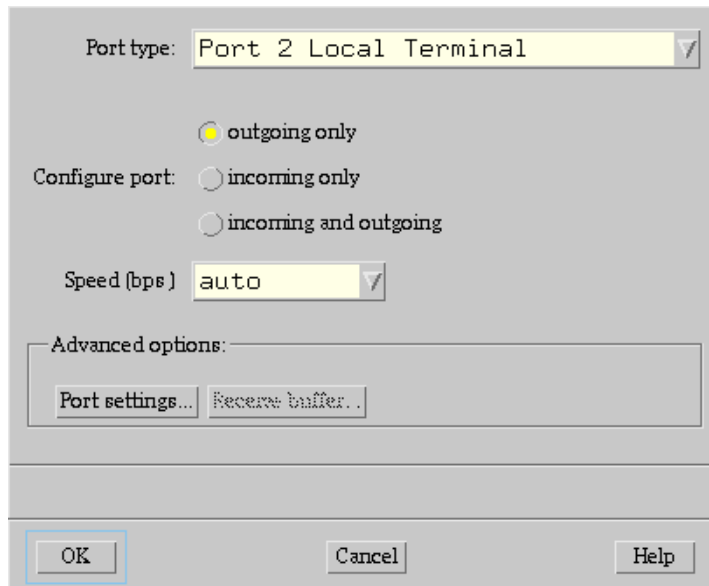 Port type: Port 2 Local Terminal
outgoing only
Configure port: incoming only
incoming and outgoing
Speed (bps) auto
Advanced options:
Port settings... Receive buffer...
OK Cancel Help